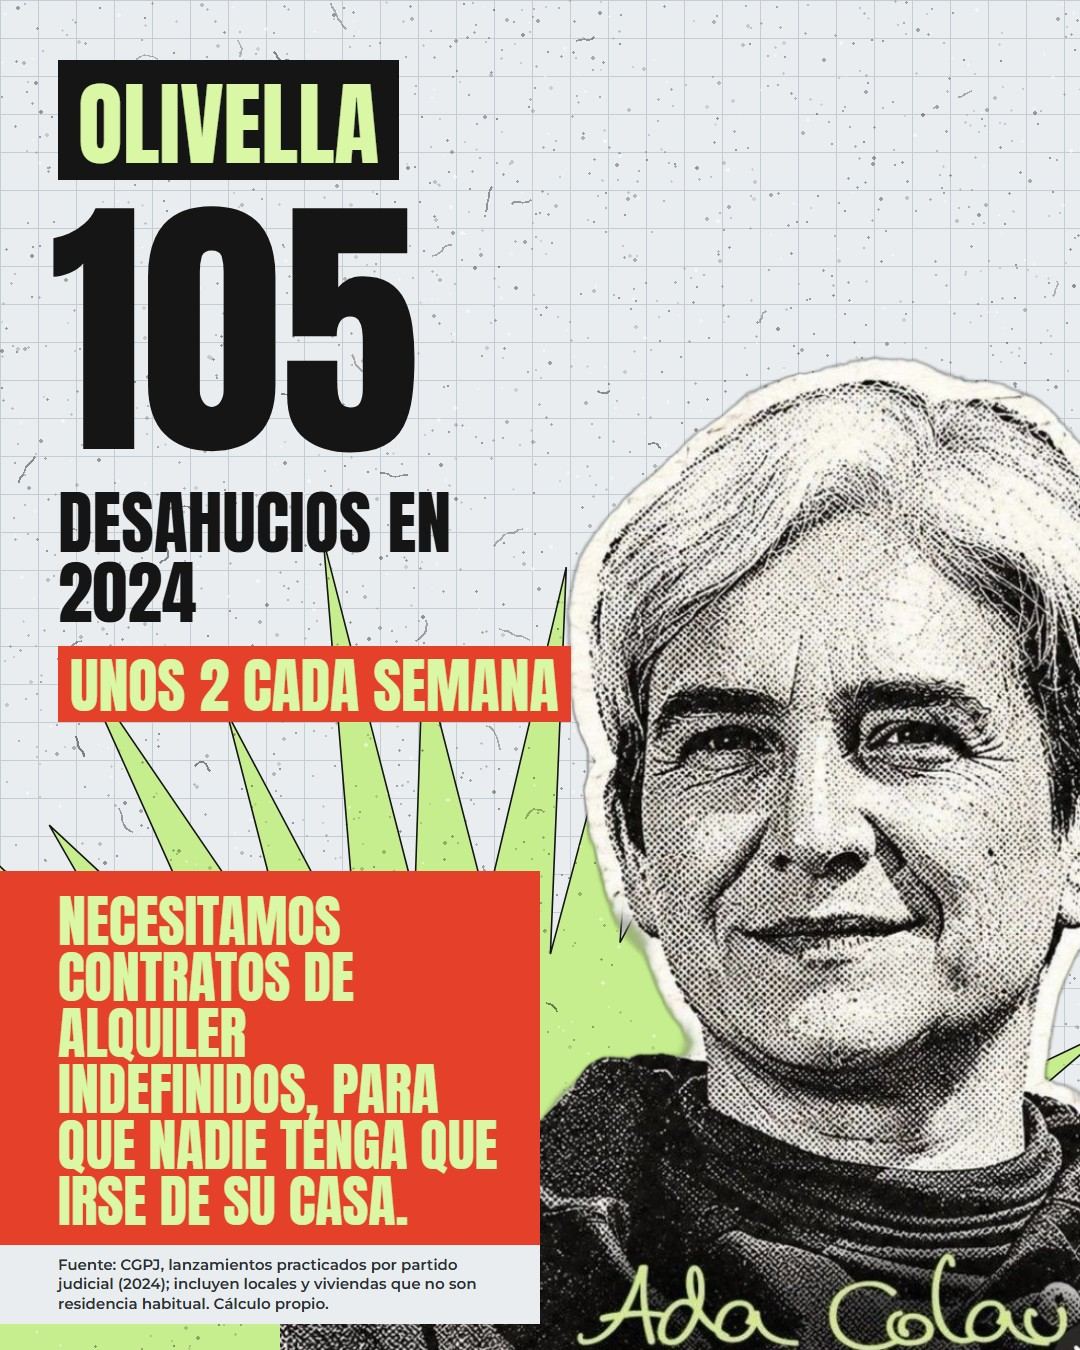 OLIVELLA
105
DESAHUCIOS EN
2024
UNOS 2 CADA SEMANA
NECESITAMOS
CONTRATOS DE
ALQUILER
INDEFINIDOS, PARA
QUE NADIE TENGA QUE
IRSE DE SU CASA.
Fuente: CGPJ, lanzamientos practicados por partido
judicial (2024); incluyen locales y viviendas que no son
residencia habitual. Cálculo propio.
Ada Colau